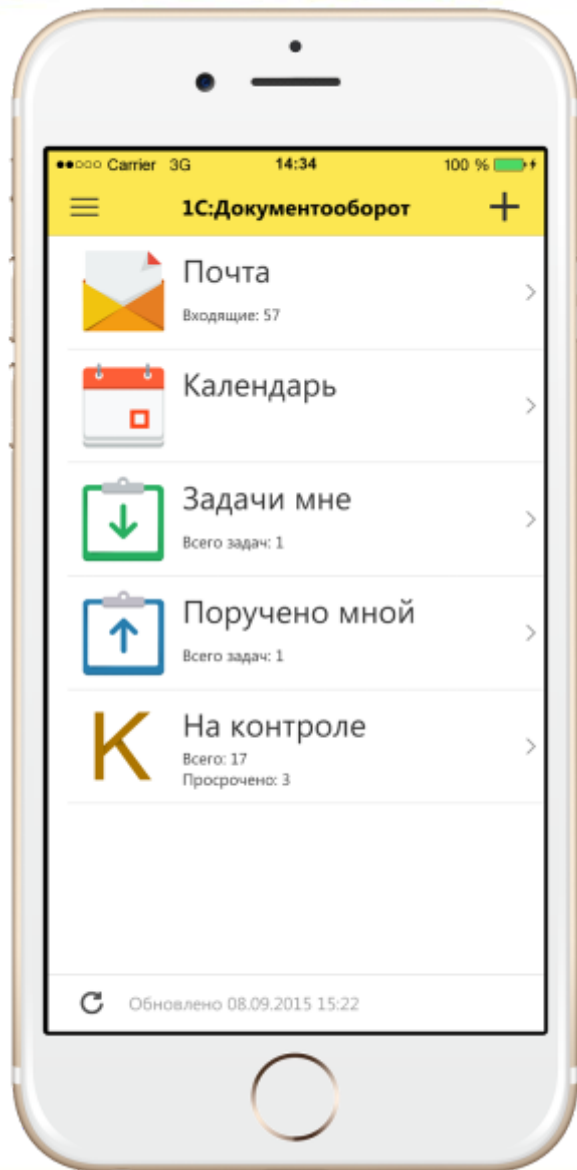 Carrier 3G 14:34 100 %
1С:Документооборот
Почта
Входящие: 57
Календарь
Задачи мне
Всего задач: 1
Поручено мной
Всего задач: 1
К
На контроле
Всего: 17
Просрочено: 3
Обновлено 08.09.2015 15:22